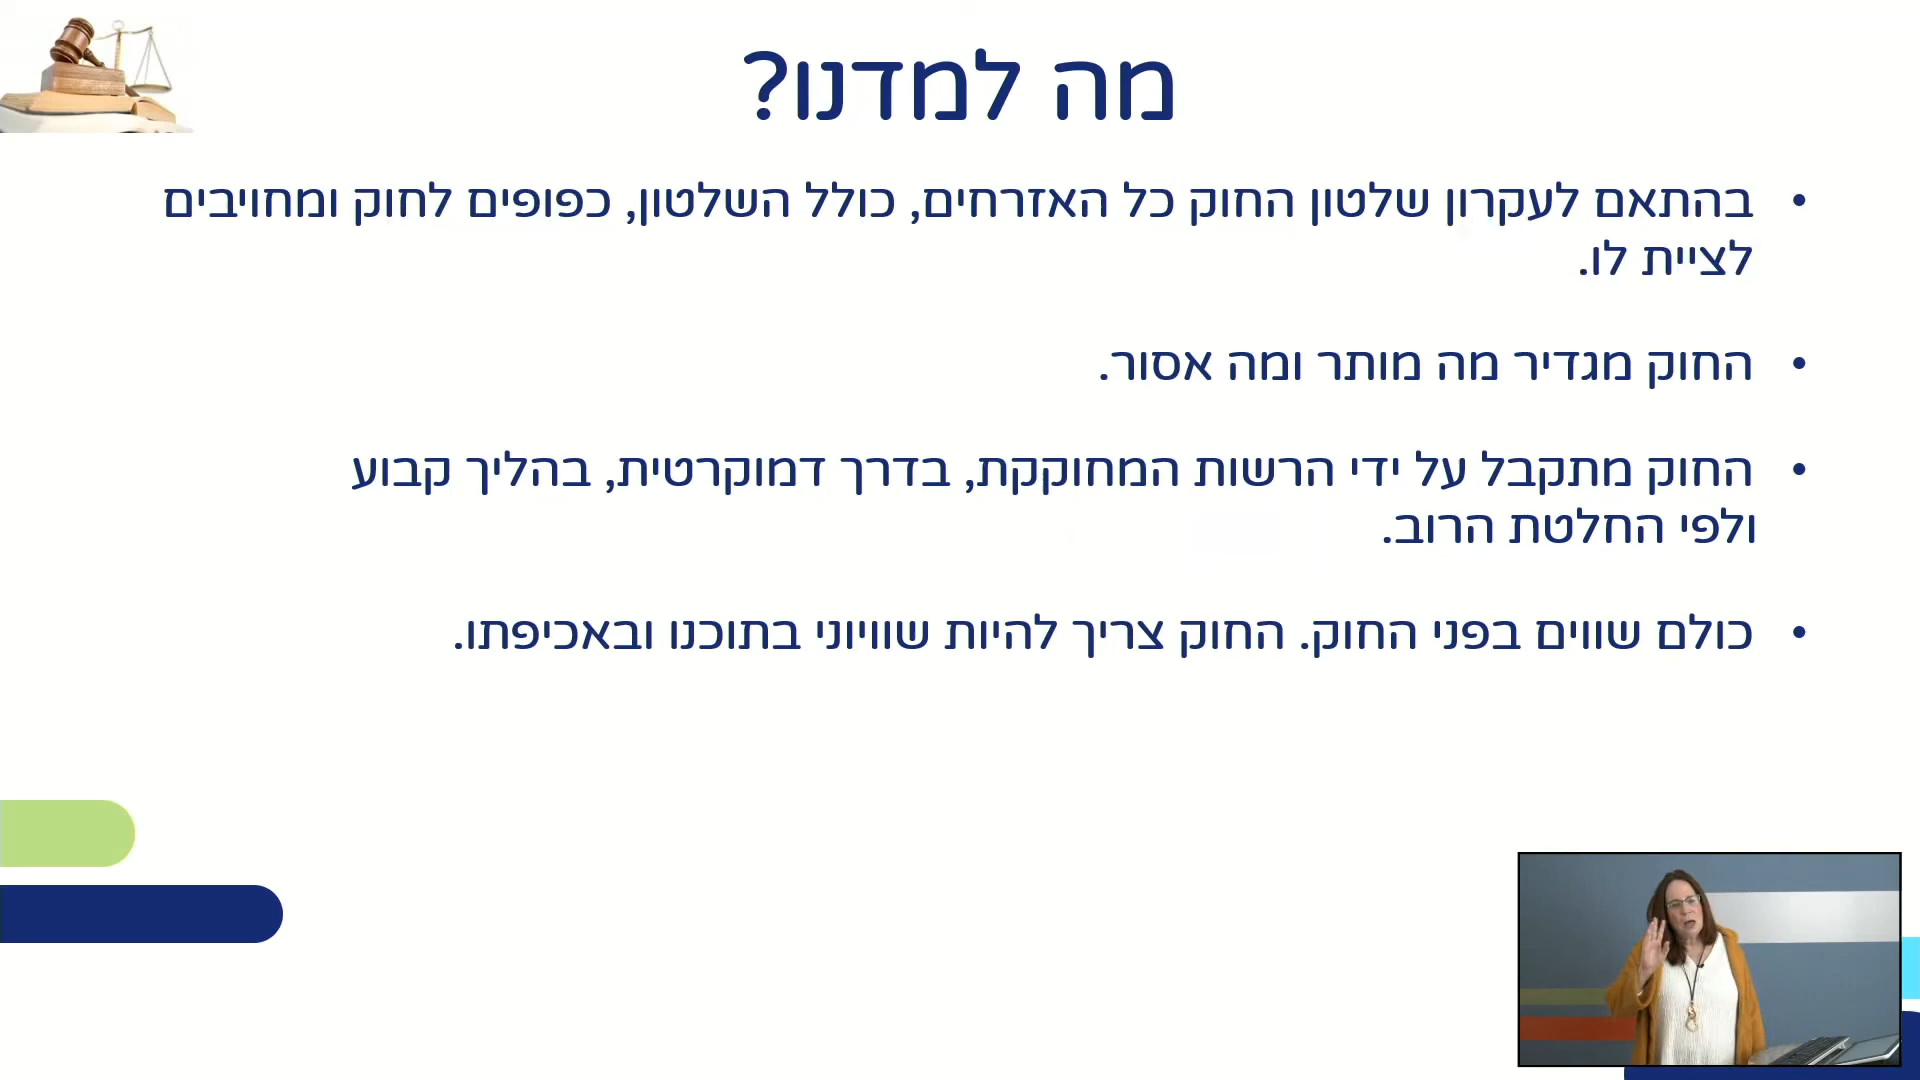 מה למדנו?
• בהתאם לעקרון שלטון החוק כל האזרחים, כולל השלטון, כפופים לחוק ומחויבים
לציית לו.
• החוק מגדיר מה מותר ומה אסור.
• החוק מתקבל על ידי הרשות המחוקקת, בדרך דמוקרטית, בהליך קבוע
ולפי החלטת הרוב.
• כולם שווים בפני החוק. החוק צריך להיות שוויוני בתוכנו ובאכיפתו.